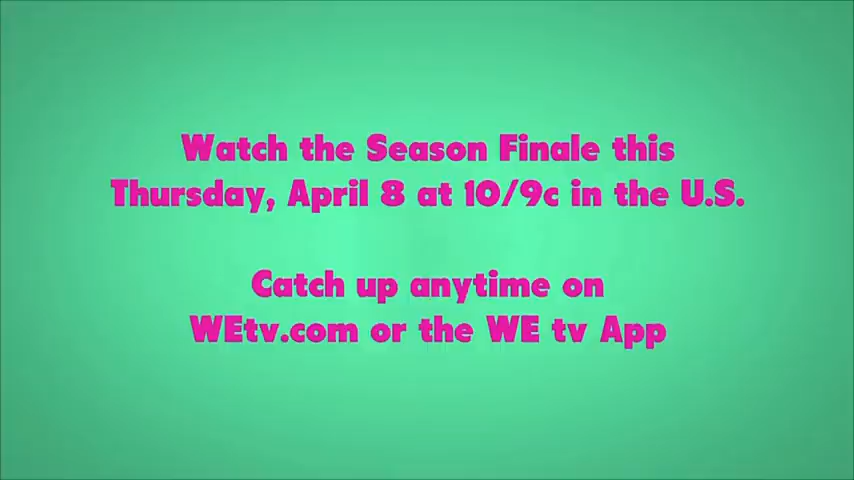 Watch the Season Finale this
Thursday, April 8 at 10/9c in the U.S.
Catch up anytime on
WEtv.com or the WE tv App